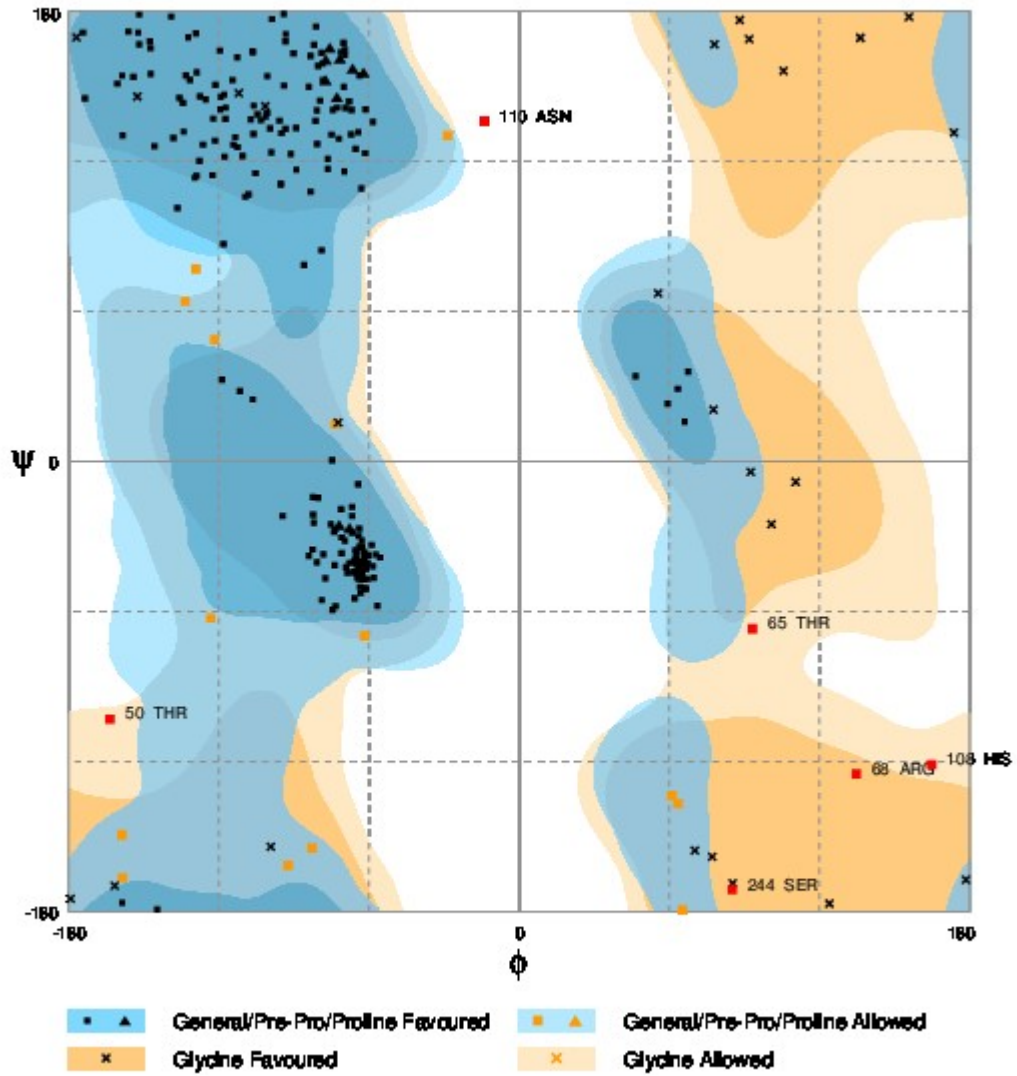 180
110 ASN
Ψ 0
65 THR
50 THR
108 HIS
68 ARG
244 SER
-180
-180 0 180
ϕ
General/Pre-Pro/Proline Favoured General/Pre-Pro/Proline Allowed
Glycine Favoured Glycine Allowed